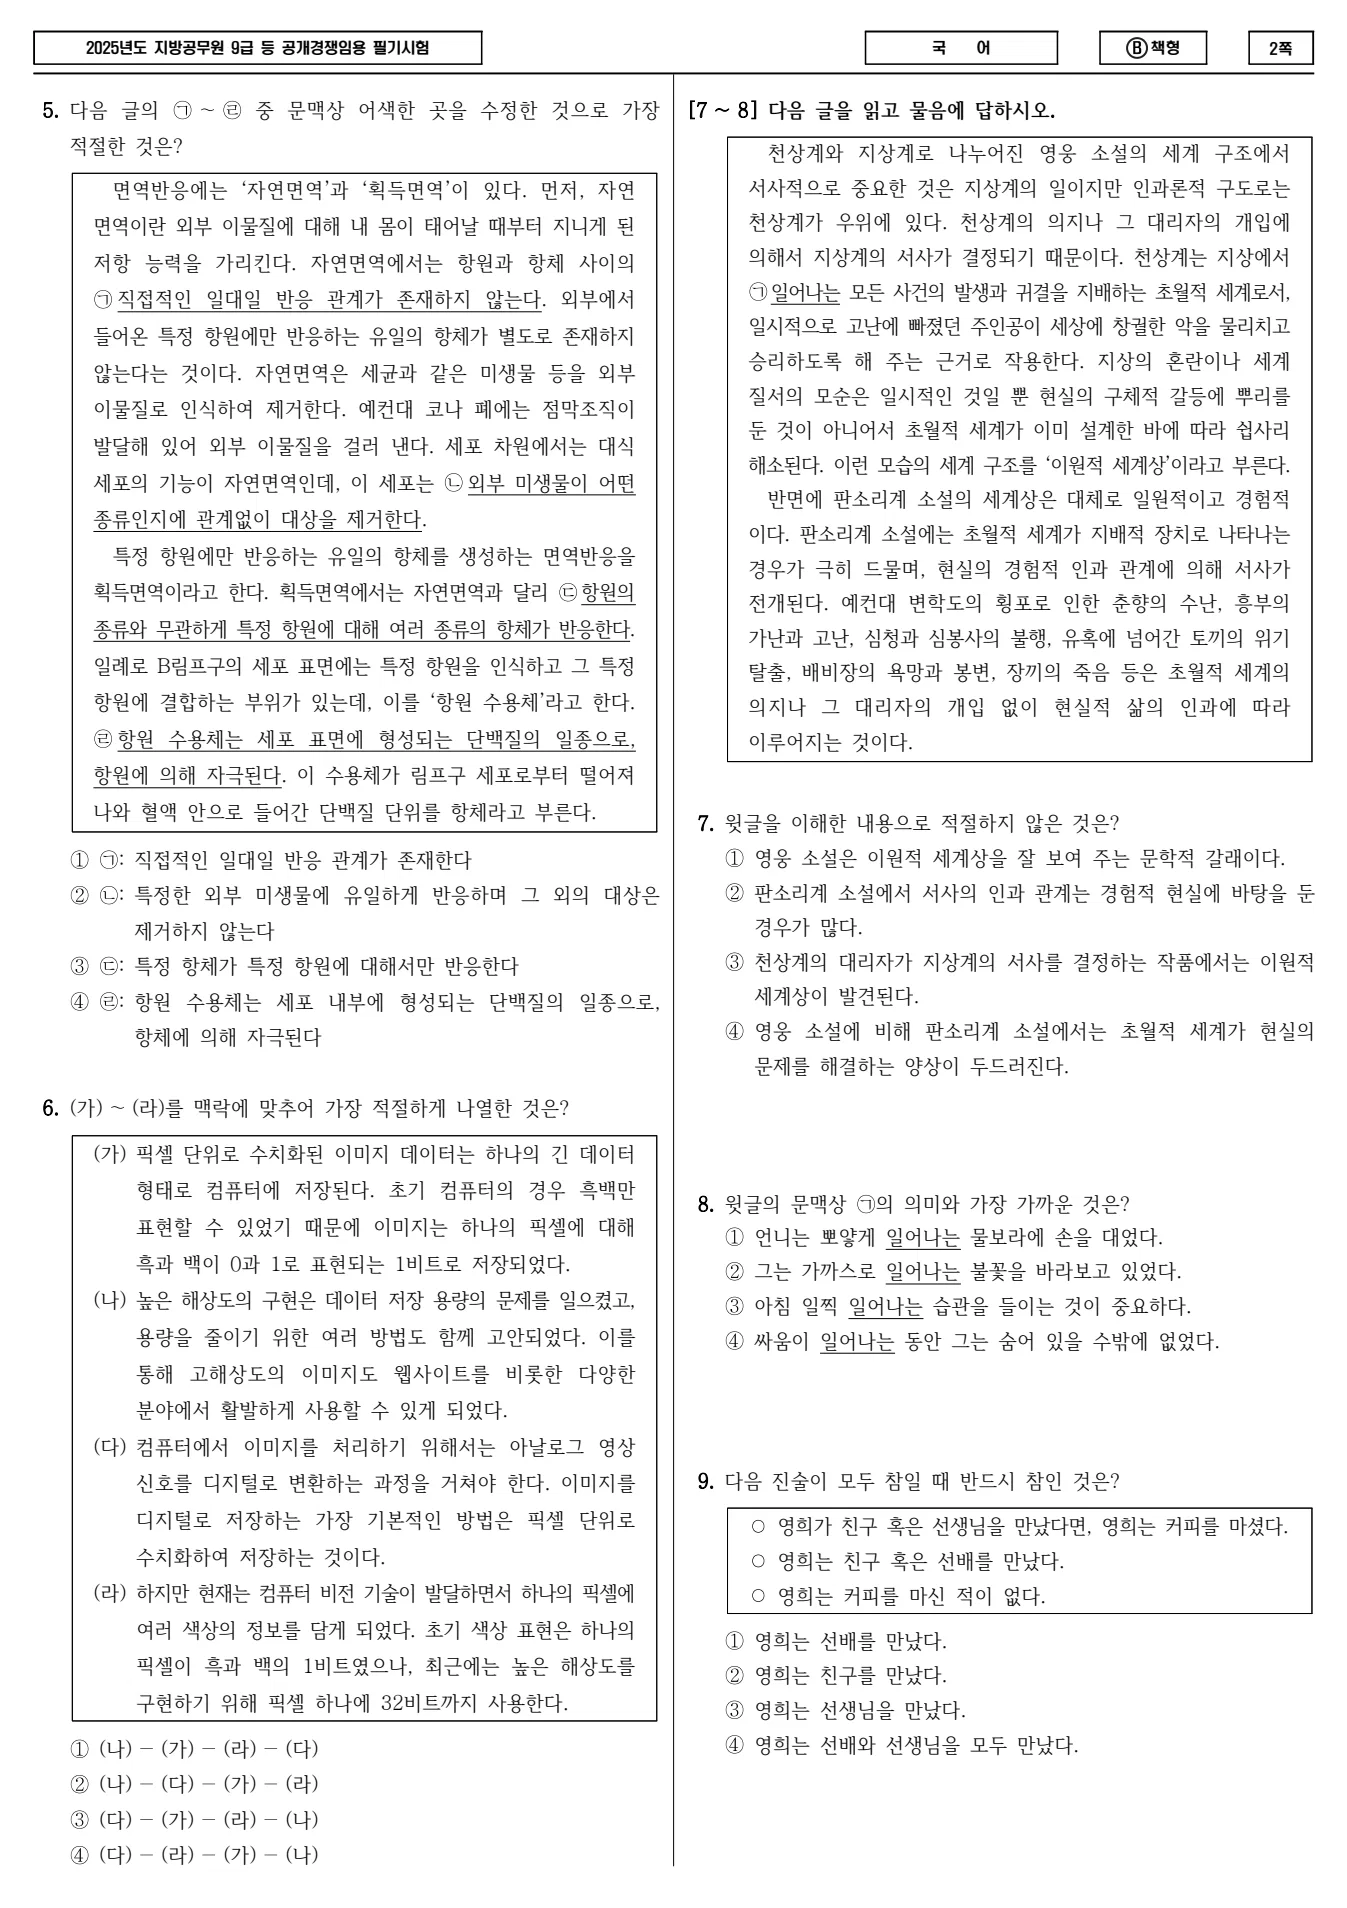 2025년도 지방공무원 9급 등 공개경쟁임용 필기시험
국 어
Ⓑ책형
2쪽
5. 다음 글의 ㉠ ~ ㉣ 중 문맥상 어색한 곳을 수정한 것으로 가장
적절한 것은?
면역반응에는 ‘자연면역’과 ‘획득면역’이 있다. 먼저, 자연
면역이란 외부 이물질에 대해 내 몸이 태어날 때부터 지니게 된
저항 능력을 가리킨다. 자연면역에서는 항원과 항체 사이의
㉠직접적인 일대일 반응 관계가 존재하지 않는다. 외부에서
들어온 특정 항원에만 반응하는 유일의 항체가 별도로 존재하지
않는다는 것이다. 자연면역은 세균과 같은 미생물 등을 외부
이물질로 인식하여 제거한다. 예컨대 코나 폐에는 점막조직이
발달해 있어 외부 이물질을 걸러 낸다. 세포 차원에서는 대식
세포의 기능이 자연면역인데, 이 세포는 ㉡외부 미생물이 어떤
종류인지에 관계없이 대상을 제거한다.
특정 항원에만 반응하는 유일의 항체를 생성하는 면역반응을
획득면역이라고 한다. 획득면역에서는 자연면역과 달리 ㉢항원의
종류와 무관하게 특정 항원에 대해 여러 종류의 항체가 반응한다.
일례로 B림프구의 세포 표면에는 특정 항원을 인식하고 그 특정
항원에 결합하는 부위가 있는데, 이를 ‘항원 수용체’라고 한다.
㉣항원 수용체는 세포 표면에 형성되는 단백질의 일종으로,
항원에 의해 자극된다. 이 수용체가 림프구 세포로부터 떨어져
나와 혈액 안으로 들어간 단백질 단위를 항체라고 부른다.
① ㉠: 직접적인 일대일 반응 관계가 존재한다
② ㉡: 특정한 외부 미생물에 유일하게 반응하며 그 외의 대상은
제거하지 않는다
③ ㉢: 특정 항체가 특정 항원에 대해서만 반응한다
④ ㉣: 항원 수용체는 세포 내부에 형성되는 단백질의 일종으로,
항체에 의해 자극된다
6. (가) ~ (라)를 맥락에 맞추어 가장 적절하게 나열한 것은?
(가) 픽셀 단위로 수치화된 이미지 데이터는 하나의 긴 데이터
형태로 컴퓨터에 저장된다. 초기 컴퓨터의 경우 흑백만
표현할 수 있었기 때문에 이미지는 하나의 픽셀에 대해
흑과 백이 0과 1로 표현되는 1비트로 저장되었다.
(나) 높은 해상도의 구현은 데이터 저장 용량의 문제를 일으켰고,
용량을 줄이기 위한 여러 방법도 함께 고안되었다. 이를
통해 고해상도의 이미지도 웹사이트를 비롯한 다양한
분야에서 활발하게 사용할 수 있게 되었다.
(다) 컴퓨터에서 이미지를 처리하기 위해서는 아날로그 영상
신호를 디지털로 변환하는 과정을 거쳐야 한다. 이미지를
디지털로 저장하는 가장 기본적인 방법은 픽셀 단위로
수치화하여 저장하는 것이다.
(라) 하지만 현재는 컴퓨터 비전 기술이 발달하면서 하나의 픽셀에
여러 색상의 정보를 담게 되었다. 초기 색상 표현은 하나의
픽셀이 흑과 백의 1비트였으나, 최근에는 높은 해상도를
구현하기 위해 픽셀 하나에 32비트까지 사용한다.
① (나) － (가) － (라) － (다)
② (나) － (다) － (가) － (라)
③ (다) － (가) － (라) － (나)
④ (다) － (라) － (가) － (나)
[7 ~ 8] 다음 글을 읽고 물음에 답하시오.
천상계와 지상계로 나누어진 영웅 소설의 세계 구조에서
서사적으로 중요한 것은 지상계의 일이지만 인과론적 구도로는
천상계가 우위에 있다. 천상계의 의지나 그 대리자의 개입에
의해서 지상계의 서사가 결정되기 때문이다. 천상계는 지상에서
㉠일어나는 모든 사건의 발생과 귀결을 지배하는 초월적 세계로서,
일시적으로 고난에 빠졌던 주인공이 세상에 창궐한 악을 물리치고
승리하도록 해 주는 근거로 작용한다. 지상의 혼란이나 세계
질서의 모순은 일시적인 것일 뿐 현실의 구체적 갈등에 뿌리를
둔 것이 아니어서 초월적 세계가 이미 설계한 바에 따라 쉽사리
해소된다. 이런 모습의 세계 구조를 ‘이원적 세계상’이라고 부른다.
반면에 판소리계 소설의 세계상은 대체로 일원적이고 경험적
이다. 판소리계 소설에는 초월적 세계가 지배적 장치로 나타나는
경우가 극히 드물며, 현실의 경험적 인과 관계에 의해 서사가
전개된다. 예컨대 변학도의 횡포로 인한 춘향의 수난, 흥부의
가난과 고난, 심청과 심봉사의 불행, 유혹에 넘어간 토끼의 위기
탈출, 배비장의 욕망과 봉변, 장끼의 죽음 등은 초월적 세계의
의지나 그 대리자의 개입 없이 현실적 삶의 인과에 따라
이루어지는 것이다.
7. 윗글을 이해한 내용으로 적절하지 않은 것은?
① 영웅 소설은 이원적 세계상을 잘 보여 주는 문학적 갈래이다.
② 판소리계 소설에서 서사의 인과 관계는 경험적 현실에 바탕을 둔
경우가 많다.
③ 천상계의 대리자가 지상계의 서사를 결정하는 작품에서는 이원적
세계상이 발견된다.
④ 영웅 소설에 비해 판소리계 소설에서는 초월적 세계가 현실의
문제를 해결하는 양상이 두드러진다.
8. 윗글의 문맥상 ㉠의 의미와 가장 가까운 것은?
① 언니는 뽀얗게 일어나는 물보라에 손을 대었다.
② 그는 가까스로 일어나는 불꽃을 바라보고 있었다.
③ 아침 일찍 일어나는 습관을 들이는 것이 중요하다.
④ 싸움이 일어나는 동안 그는 숨어 있을 수밖에 없었다.
9. 다음 진술이 모두 참일 때 반드시 참인 것은?
○ 영희가 친구 혹은 선생님을 만났다면, 영희는 커피를 마셨다.
○ 영희는 친구 혹은 선배를 만났다.
○ 영희는 커피를 마신 적이 없다.
① 영희는 선배를 만났다.
② 영희는 친구를 만났다.
③ 영희는 선생님을 만났다.
④ 영희는 선배와 선생님을 모두 만났다.